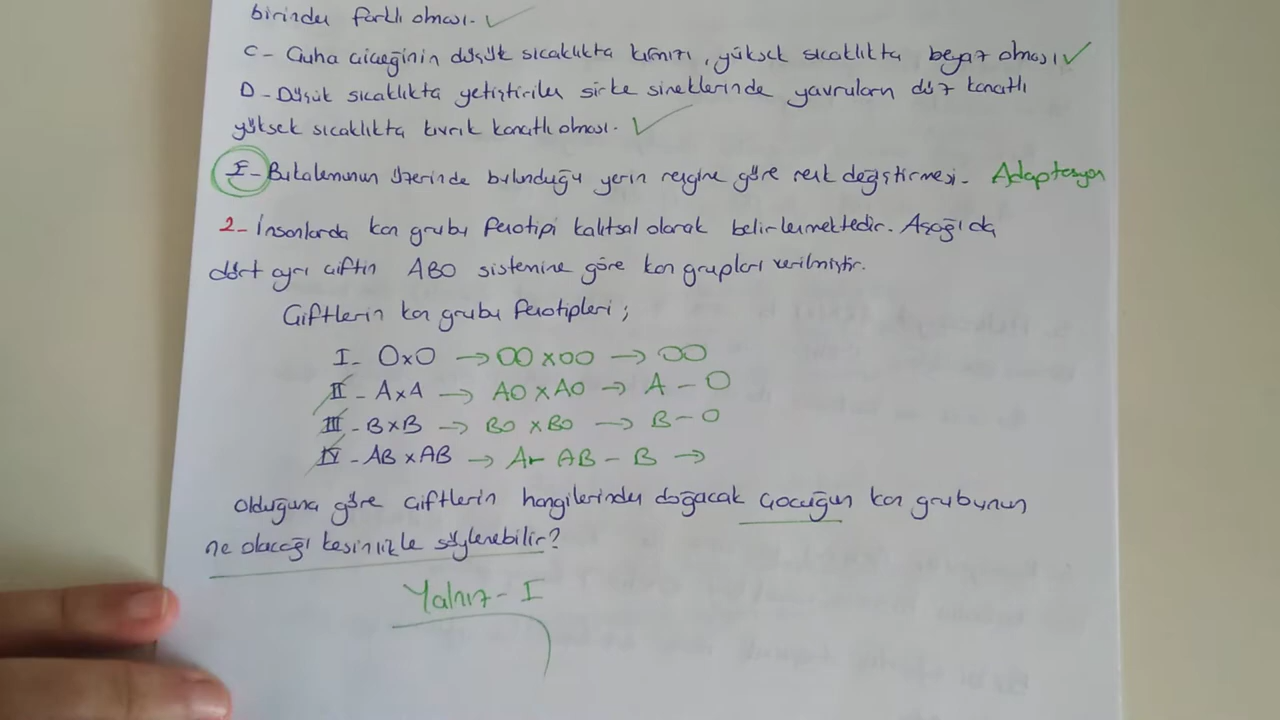 birinden farklı olması. ✓
C - Çuha çiçeğinin düşük sıcaklıkta kırmızı, yüksek sıcaklıkta beyaz olması ✓
D - Düşük sıcaklıkta yetiştirilen sirke sineklerinde yavruların düz kanatlı
yüksek sıcaklıkta kıvrık kanatlı olması. ✓
E - Bukalemunun üzerinde bulunduğu yerin rengine göre renk değiştirmesi. Adaptasyon
2- İnsanlarda kan grubu fenotipi kalıtsal olarak belirlenmektedir. Aşağıda
dört ayrı çiftin ABO sistemine göre kan grupları verilmiştir.
Çiftlerin kan grubu fenotipleri;
I - O x O → OO x OO → OO
II - A x A → AO x AO → A - O
III - B x B → BO x BO → B - O
IV - AB x AB → A - AB - B →
Olduğuna göre çiftlerin hangilerinden doğacak çocuğun kan grubunun
ne olacağı kesinlikle söylenebilir?
Yalnız - I